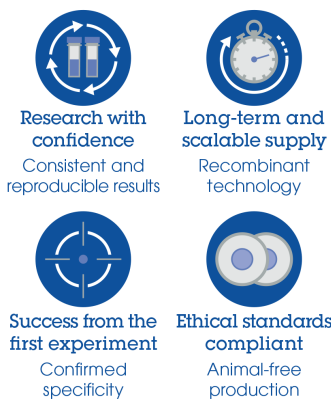 Research with
confidence
Consistent and
reproducible results
Long-term and
scalable supply
Recombinant
technology
Success from the
first experiment
Confirmed
specificity
Ethical standards
compliant
Animal-free
production